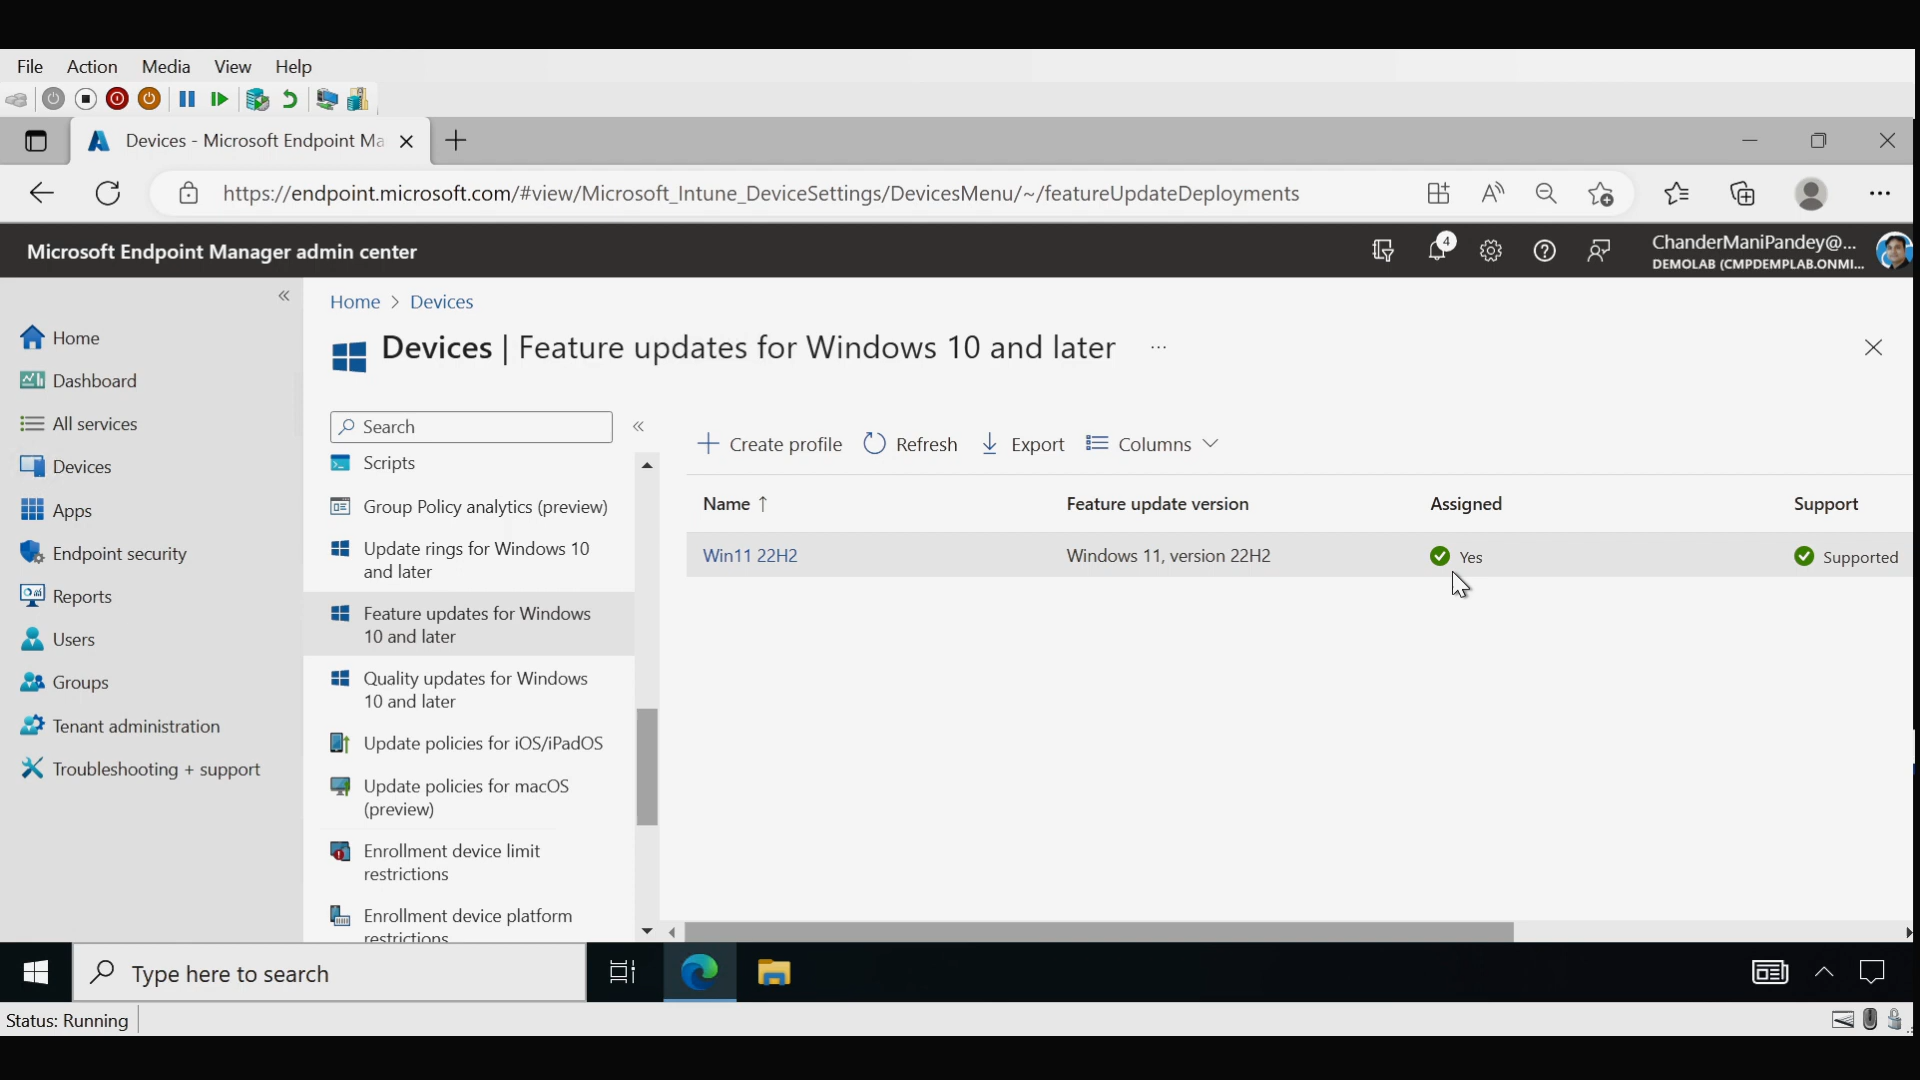 File Action Media View Help
Devices - Microsoft Endpoint Ma
https://endpoint.microsoft.com/#view/Microsoft_Intune_DeviceSettings/DevicesMenu/~/featureUpdateDeployments
Microsoft Endpoint Manager admin center
4
ChanderManiPandey@...
DEMOLAB (CMPDEMPLAB.ONMI...
Home
Dashboard
All services
Devices
Apps
Endpoint security
Reports
Users
Groups
Tenant administration
Troubleshooting + support
Home > Devices
Devices | Feature updates for Windows 10 and later ...
Search
Scripts
Group Policy analytics (preview)
Update rings for Windows 10
and later
Feature updates for Windows
10 and later
Quality updates for Windows
10 and later
Update policies for iOS/iPadOS
Update policies for macOS
(preview)
Enrollment device limit
restrictions
Enrollment device platform
restrictions
Create profile Refresh Export Columns
Name ↑ Feature update version Assigned Support
Win11 22H2 Windows 11, version 22H2 Yes Supported
Type here to search
Status: Running